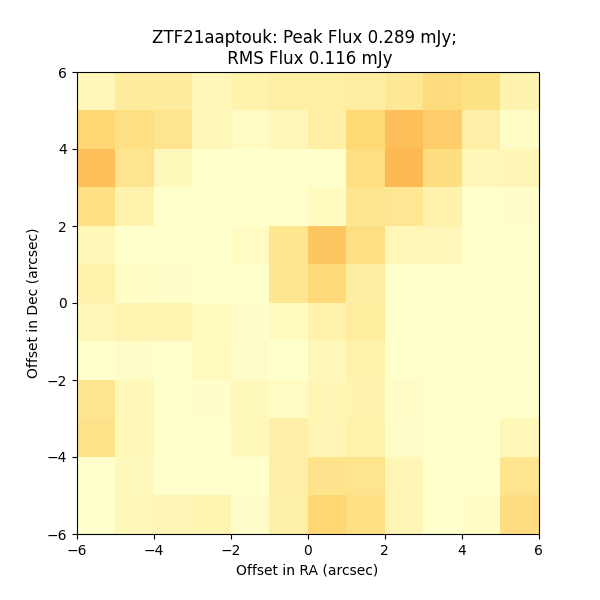 ZTF21aaptouk: Peak Flux 0.289 mJy;
RMS Flux 0.116 mJy
6
4
2
0
−2
−4
−6
Offset in Dec (arcsec)
−6 −4 −2 0 2 4 6
Offset in RA (arcsec)